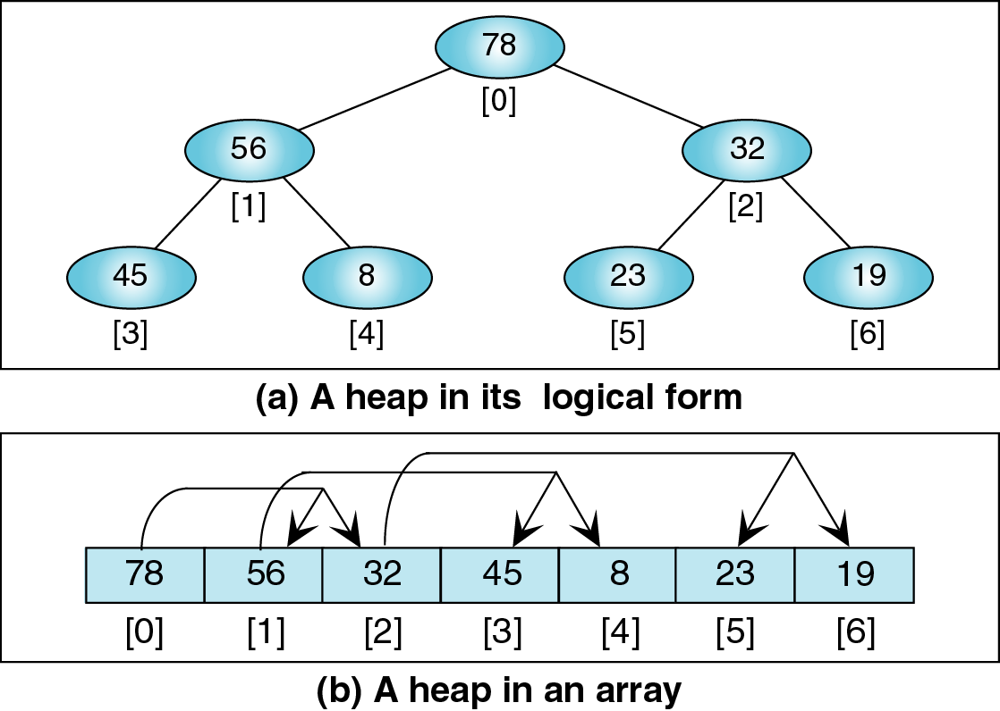 78
[0]
56 32
[1] [2]
45 8 23 19
[3] [4] [5] [6]
(a) A heap in its logical form
78 56 32 45 8 23 19
[0] [1] [2] [3] [4] [5] [6]
(b) A heap in an array